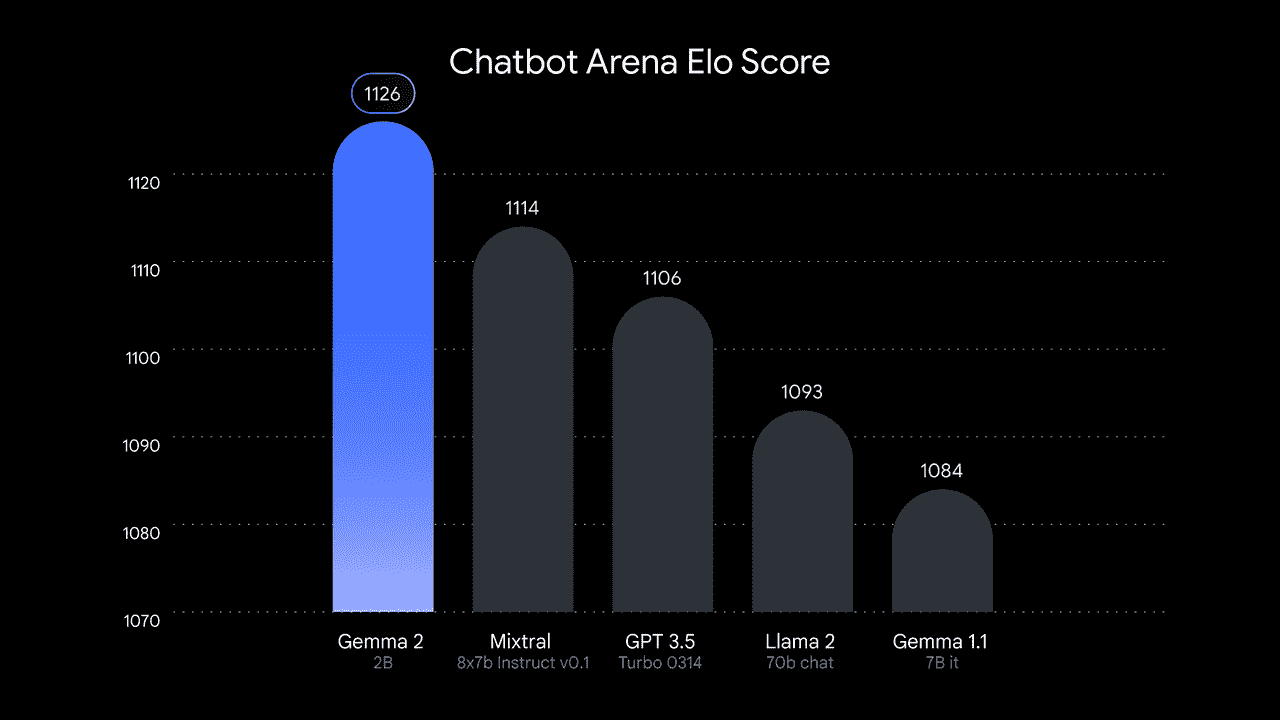 Chatbot Arena Elo Score
1126
1120
1114
1110
1106
1100
1093
1090
1084
1080
1070
Gemma 2
2B
Mixtral
8x7b Instruct v0.1
GPT 3.5
Turbo 0314
Llama 2
70b chat
Gemma 1.1
7B it